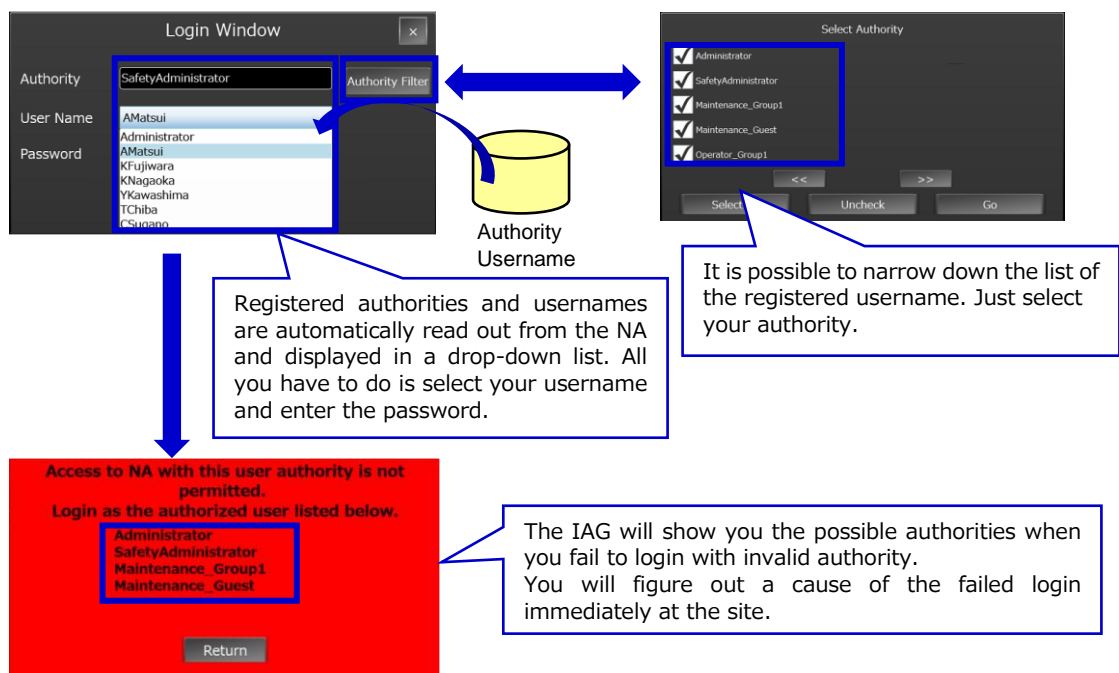 Login Window
×
Authority
SafetyAdministrator
Authority Filter
User Name
AMatsui
Password
Administrator
AMatsui
KFujiwara
KNagaoka
YKawashima
TChiba
CSugano
Authority
Username
Select Authority
Administrator
SafetyAdministrator
Maintenance_Group1
Maintenance_Guest
Operator_Group1
<<
>>
Select
Uncheck
Go
It is possible to narrow down the list of
the registered username. Just select
your authority.
Registered authorities and usernames
are automatically read out from the NA
and displayed in a drop-down list. All
you have to do is select your username
and enter the password.
Access to NA with this user authority is not
permitted.
Login as the authorized user listed below.
Administrator
SafetyAdministrator
Maintenance_Group1
Maintenance_Guest
Return
The IAG will show you the possible authorities when
you fail to login with invalid authority.
You will figure out a cause of the failed login
immediately at the site.